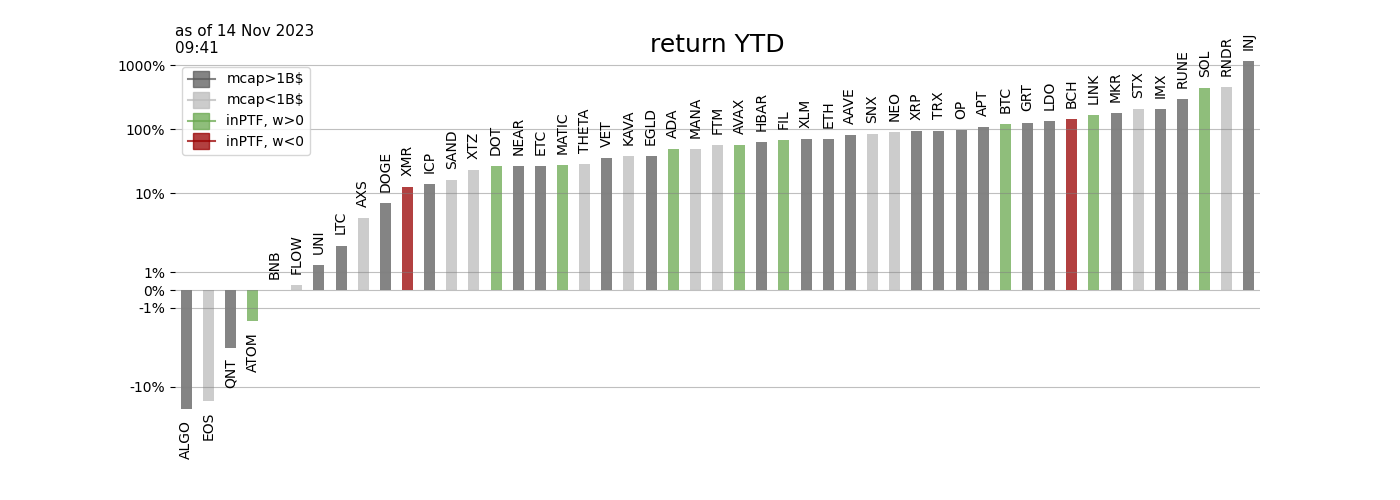 as of 14 Nov 2023
09:41
return YTD
1000%
100%
10%
1%
0%
-1%
-10%
mcap>1B$
mcap<1B$
inPTF, w>0
inPTF, w<0
ALGO
EOS
QNT
ATOM
BNB
FLOW
UNI
LTC
AXS
DOGE
XMR
ICP
SAND
XTZ
DOT
NEAR
ETC
MATIC
THETA
VET
KAVA
EGLD
ADA
MANA
FTM
AVAX
HBAR
FIL
XLM
ETH
AAVE
SNX
NEO
XRP
TRX
OP
APT
BTC
GRT
LDO
BCH
LINK
MKR
STX
IMX
RUNE
SOL
RNDR
INJ